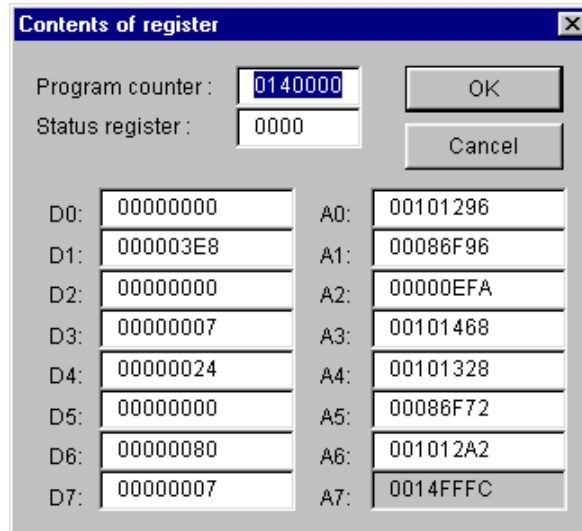 Contents of register
Program counter : 0140000 OK
Status register : 0000 Cancel
D0: 00000000 A0: 00101296
D1: 000003E8 A1: 00086F96
D2: 00000000 A2: 00000EFA
D3: 00000007 A3: 00101468
D4: 00000024 A4: 00101328
D5: 00000000 A5: 00086F72
D6: 00000080 A6: 001012A2
D7: 00000007 A7: 0014FFFC